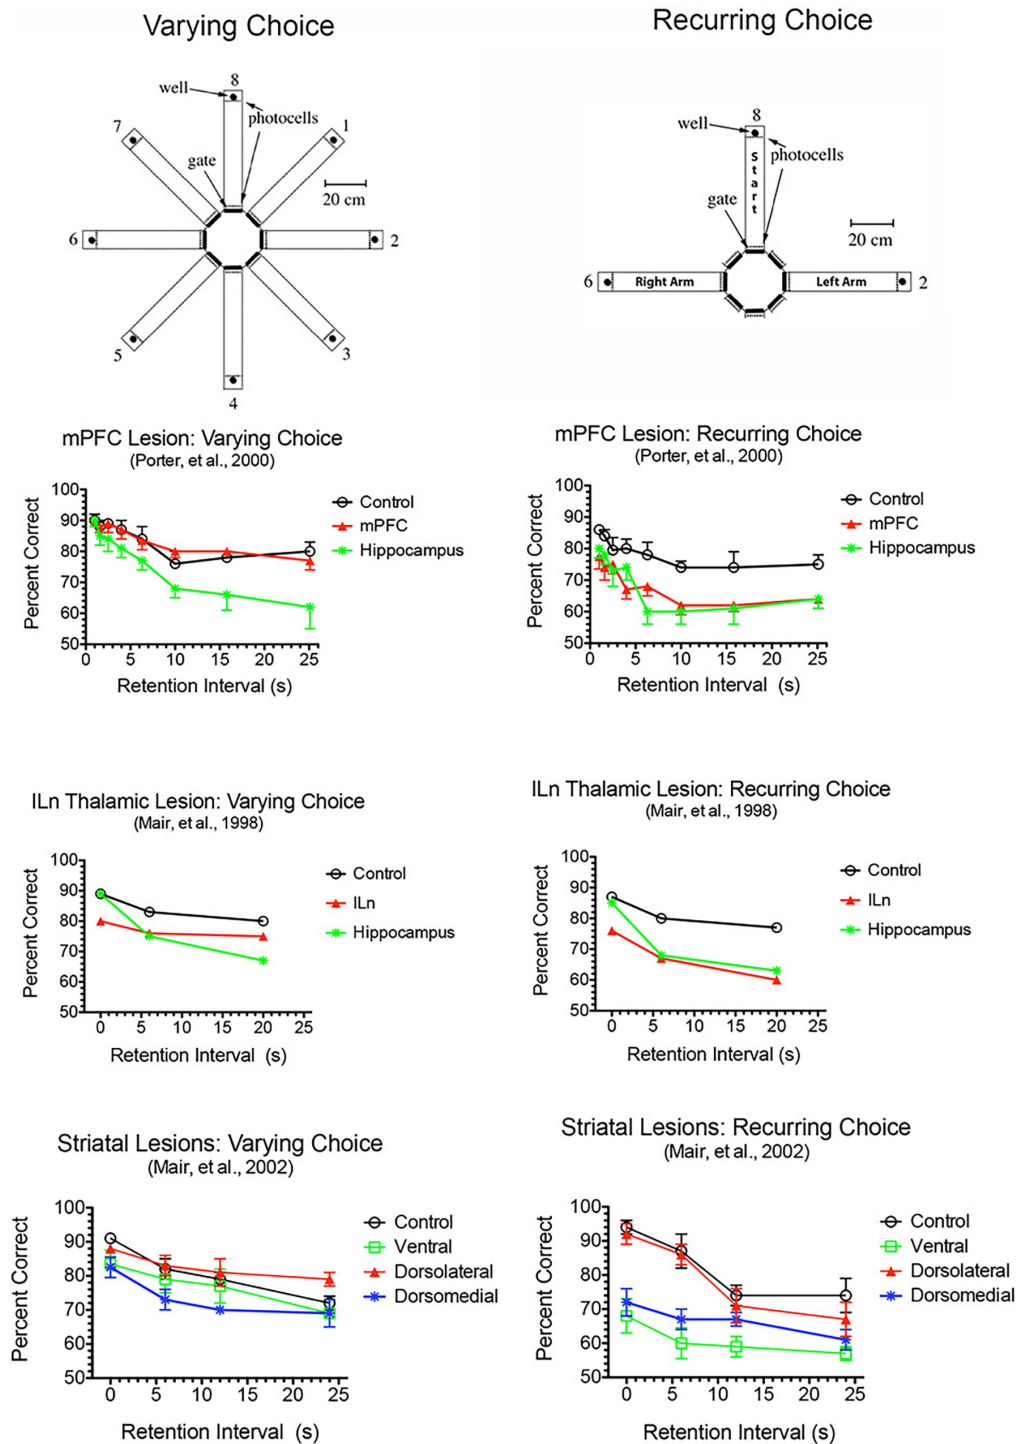 Varying Choice
Recurring Choice
8
well
photocells
7
1
gate
20 cm
6
2
5
3
4
8
well
photocells
Start
gate
20 cm
6
Right Arm
Left Arm
2
mPFC Lesion: Varying Choice
(Porter, et al., 2000)
Percent Correct
100
90
80
70
60
50
0 5 10 15 20 25
Retention Interval (s)
Control
mPFC
Hippocampus
mPFC Lesion: Recurring Choice
(Porter, et al., 2000)
Percent Correct
100
90
80
70
60
50
0 5 10 15 20 25
Retention Interval (s)
Control
mPFC
Hippocampus
ILn Thalamic Lesion: Varying Choice
(Mair, et al., 1998)
Percent Correct
100
90
80
70
60
50
0 5 10 15 20 25
Retention Interval (s)
Control
ILn
Hippocampus
ILn Thalamic Lesion: Recurring Choice
(Mair, et al., 1998)
Percent Correct
100
90
80
70
60
50
0 5 10 15 20 25
Retention Interval (s)
Control
ILn
Hippocampus
Striatal Lesions: Varying Choice
(Mair, et al., 2002)
Percent Correct
100
90
80
70
60
50
0 5 10 15 20 25
Retention Interval (s)
Control
Ventral
Dorsolateral
Dorsomedial
Striatal Lesions: Recurring Choice
(Mair, et al., 2002)
Percent Correct
100
90
80
70
60
50
0 5 10 15 20 25
Retention Interval (s)
Control
Ventral
Dorsolateral
Dorsomedial